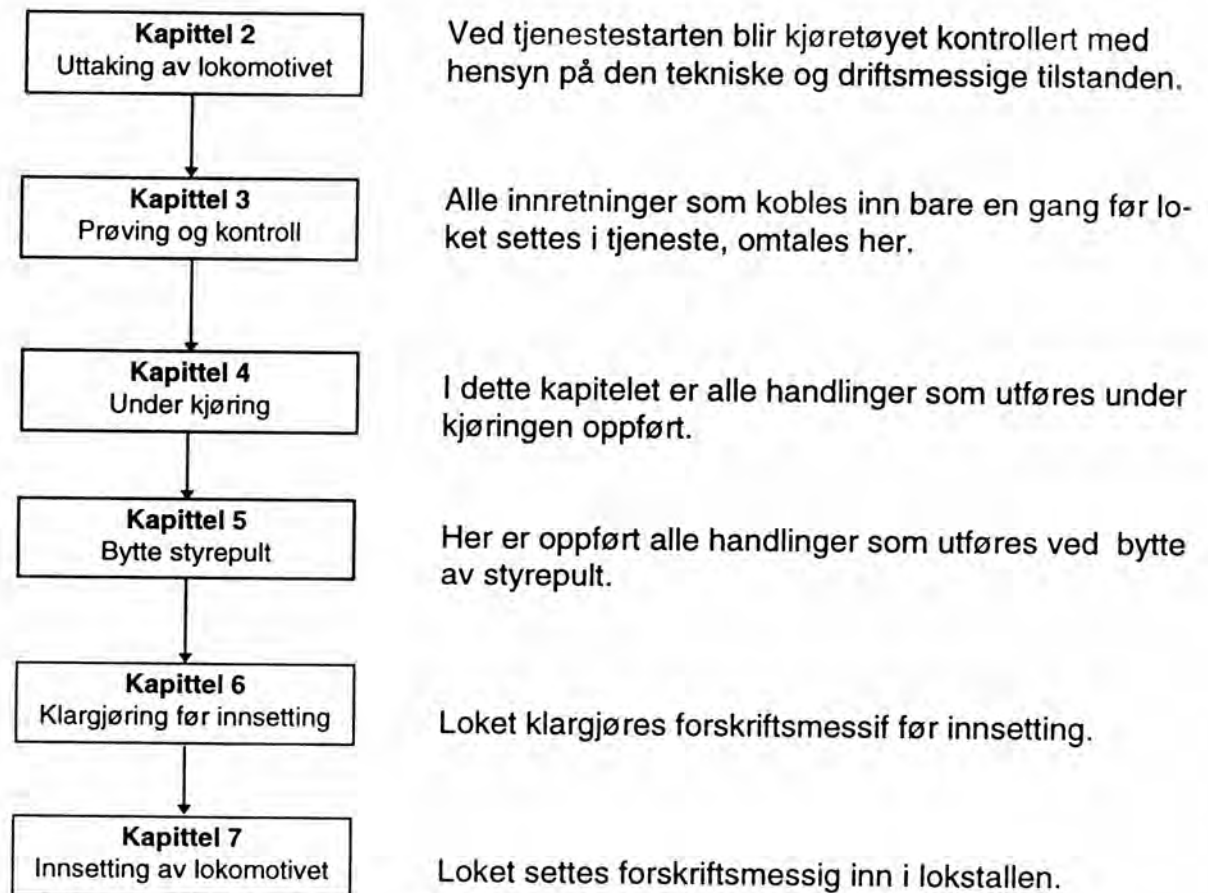 Kapittel 2
Uttaking av lokomotivet
Ved tjenestestarten blir kjøretøyet kontrollert med
hensyn på den tekniske og driftsmessige tilstanden.
Kapittel 3
Prøving og kontroll
Alle innretninger som kobles inn bare en gang før lo-
ket settes i tjeneste, omtales her.
Kapittel 4
Under kjøring
I dette kapitelet er alle handlinger som utføres under
kjøringen oppført.
Kapittel 5
Bytte styrepult
Her er oppført alle handlinger som utføres ved bytte
av styrepult.
Kapittel 6
Klargjøring før innsetting
Loket klargjøres forskriftsmessif før innsetting.
Kapittel 7
Innsetting av lokomotivet
Loket settes forskriftsmessig inn i lokstallen.